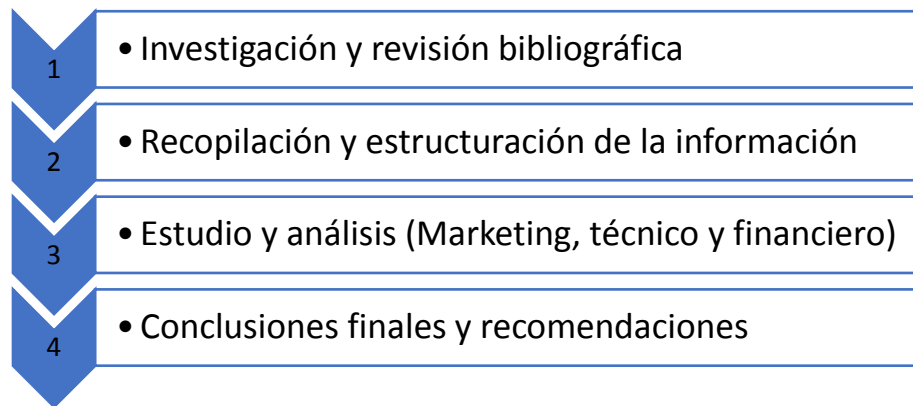 1
• Investigación y revisión bibliográfica
2
• Recopilación y estructuración de la información
3
• Estudio y análisis (Marketing, técnico y financiero)
4
• Conclusiones finales y recomendaciones